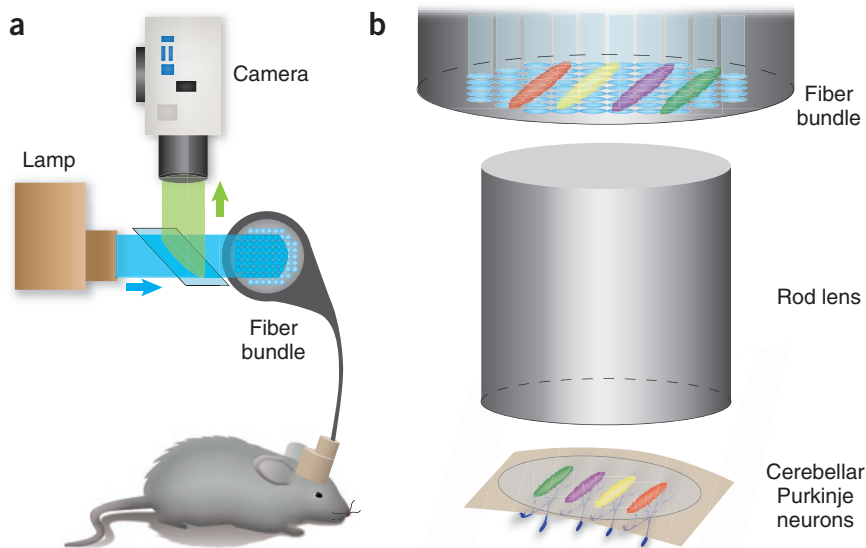 a
Camera
Lamp
Fiber
bundle
b
Fiber
bundle
Rod lens
Cerebellar
Purkinje
neurons